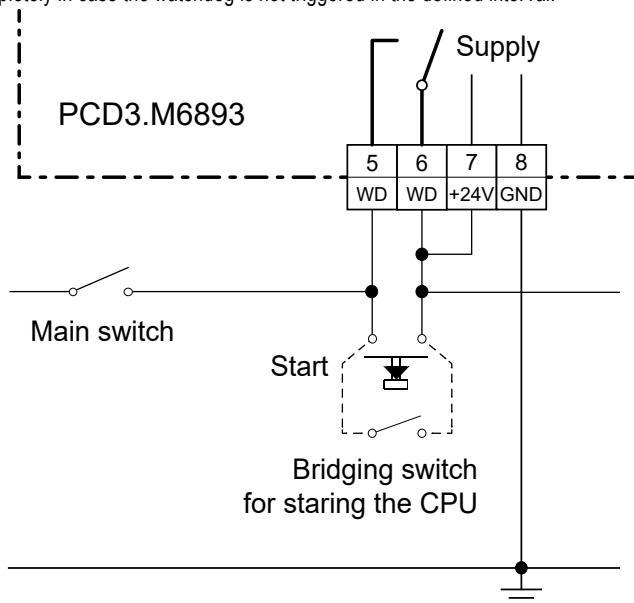 pletely in case the watchdog is not triggered in the defined interval.
Supply
PCD3.M6893
5 6 7 8
WD WD +24V GND
Main switch
Start
Bridging switch
for staring the CPU